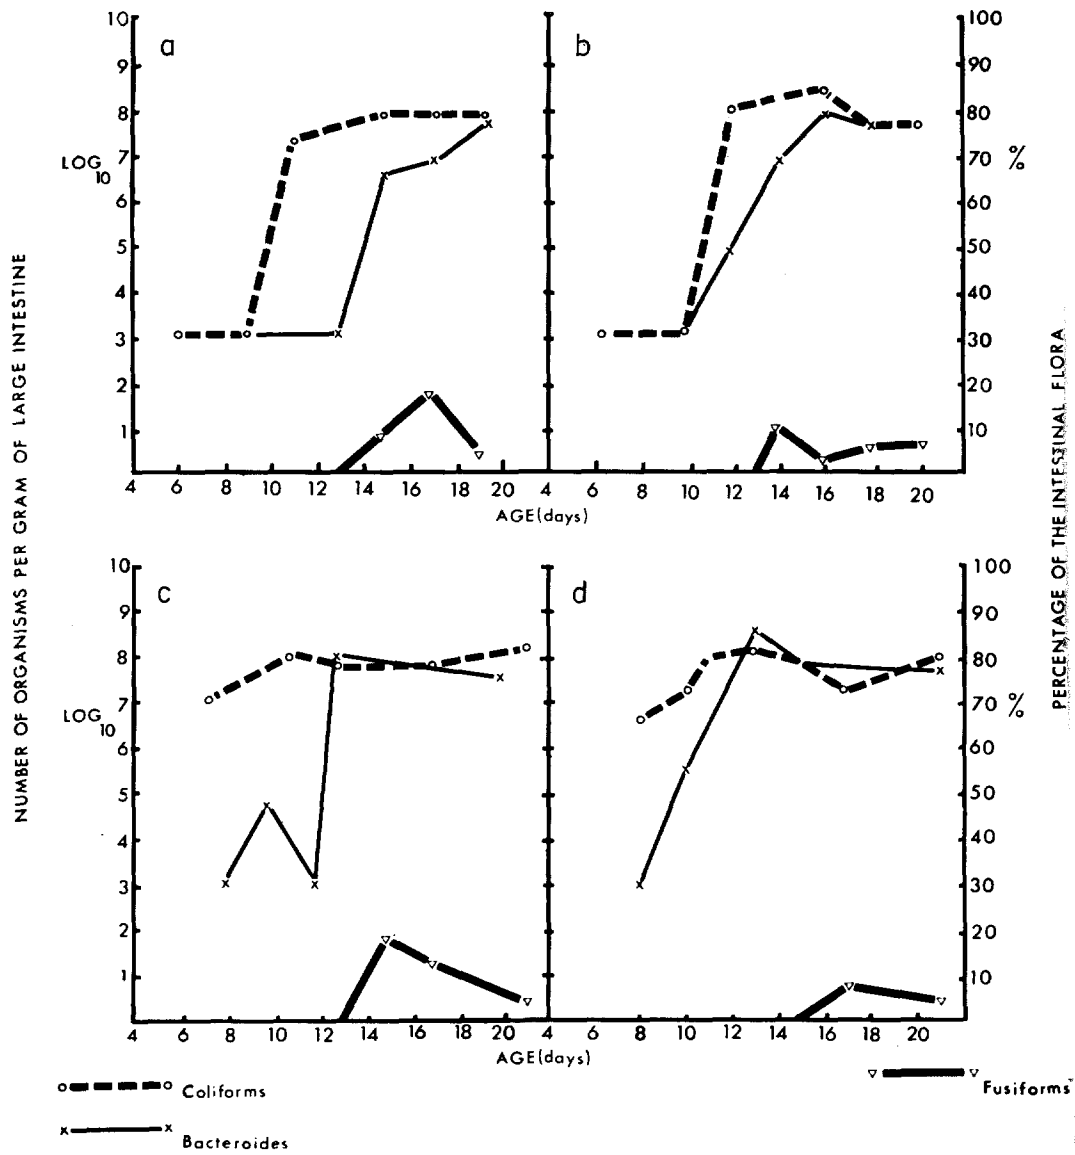 NUMBER OF ORGANISMS PER GRAM OF LARGE INTESTINE
LOG 10
10 9 8 7 6 5 4 3 2 1
a
b
100 90 80 70 60 50 40 30 20 10
%
4 6 8 10 12 14 16 18 20 4 6 8 10 12 14 16 18 20
AGE(days)
LOG 10
10 9 8 7 6 5 4 3 2 1
c
d
100 90 80 70 60 50 40 30 20 10
%
4 6 8 10 12 14 16 18 20 4 6 8 10 12 14 16 18 20
AGE(days)
PERCENTAGE OF THE INTESTINAL FLORA
Coliforms
Bacteroides
Fusiforms